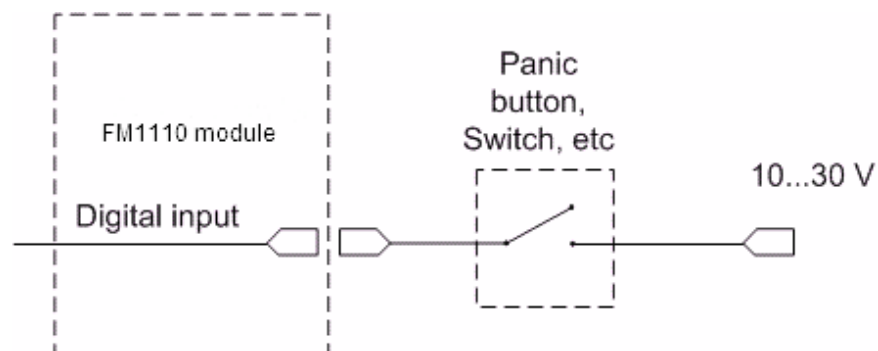 Panic
button,
Switch, etc
FM1110 module
10...30 V
Digital input